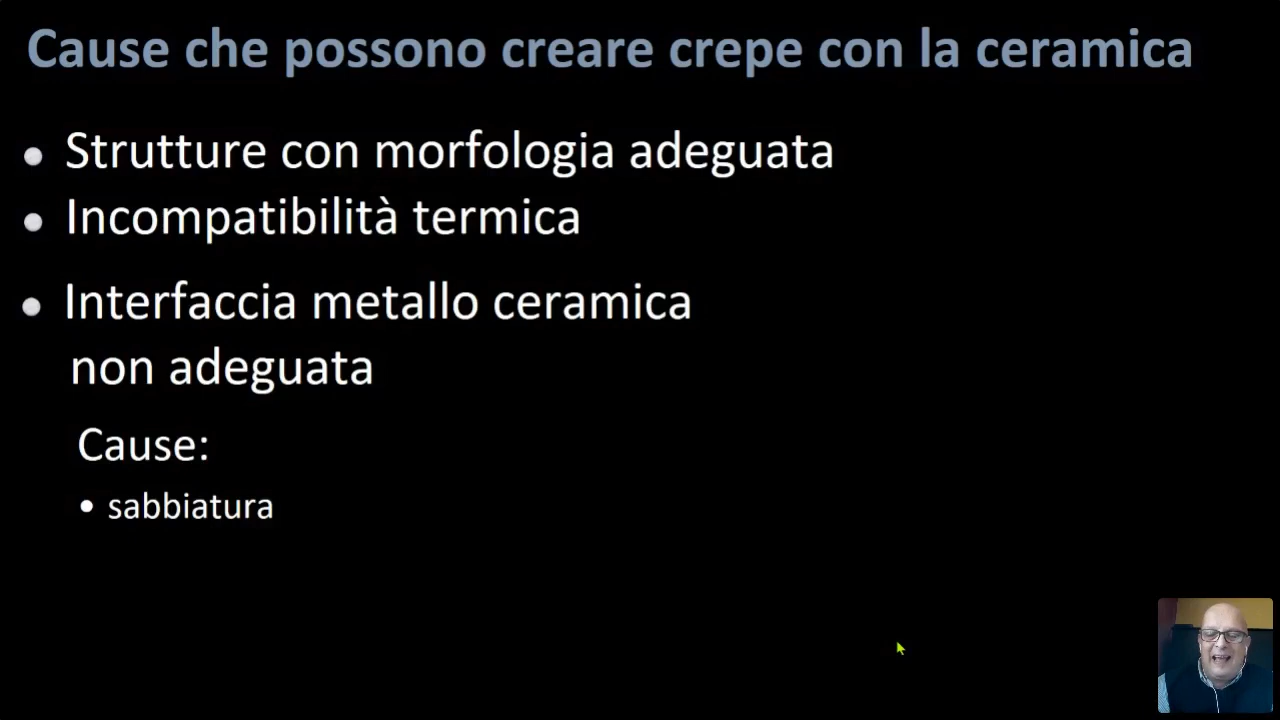 Cause che possono creare crepe con la ceramica
• Strutture con morfologia adeguata
• Incompatibilità termica
• Interfaccia metallo ceramica
non adeguata
Cause:
• sabbiatura